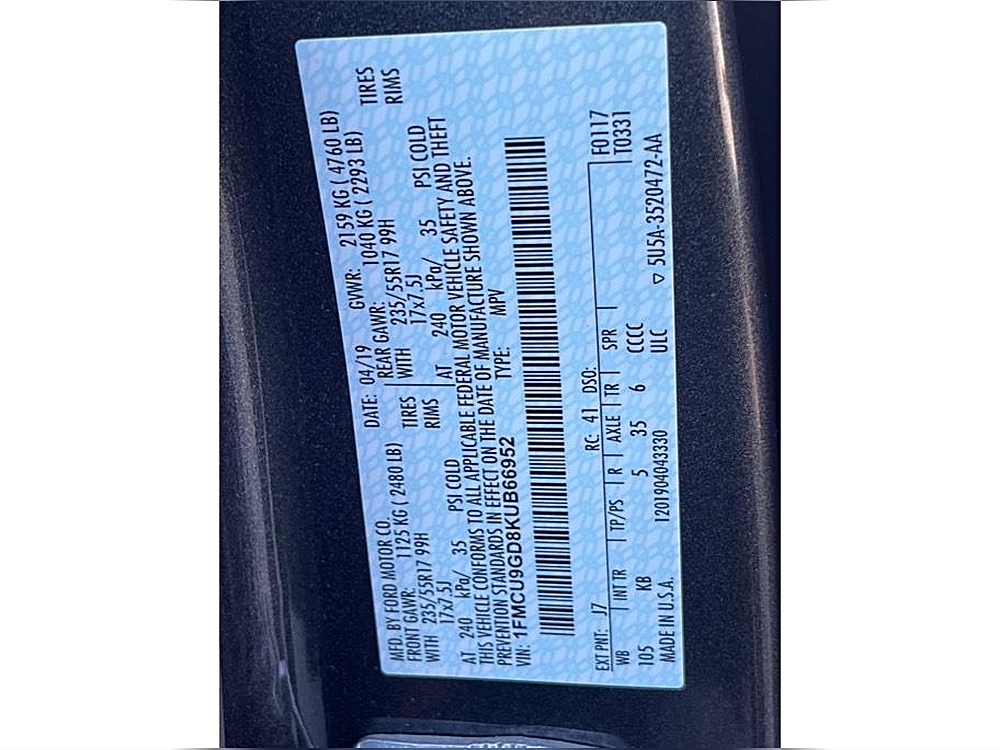 MFD. BY FORD MOTOR CO. DATE: 04/19 GVWR: 2159 KG ( 4760 LB)
FRONT GAWR: 1125 KG ( 2480 LB) REAR GAWR: 1040 KG ( 2293 LB)
WITH 235/55R17 99H TIRES WITH 235/55R17 99H TIRES
17x7.5J RIMS 17x7.5J RIMS
AT 240 kPa/ 35 PSI COLD AT 240 kPa/ 35 PSI COLD
THIS VEHICLE CONFORMS TO ALL APPLICABLE FEDERAL MOTOR VEHICLE SAFETY AND THEFT
PREVENTION STANDARDS IN EFFECT ON THE DATE OF MANUFACTURE SHOWN ABOVE.
VIN: 1FMCU9GD8KUB66952 TYPE: MPV
EXT PNT: J7 RC: 41 DSO: F0117
WB INT TR TP/PS R AXLE TR SPR T0331
105 KB 5 35 6 CCCC
MADE IN U.S.A. 120190404333​0 ULC ▽ 5U5A-3520472-AA